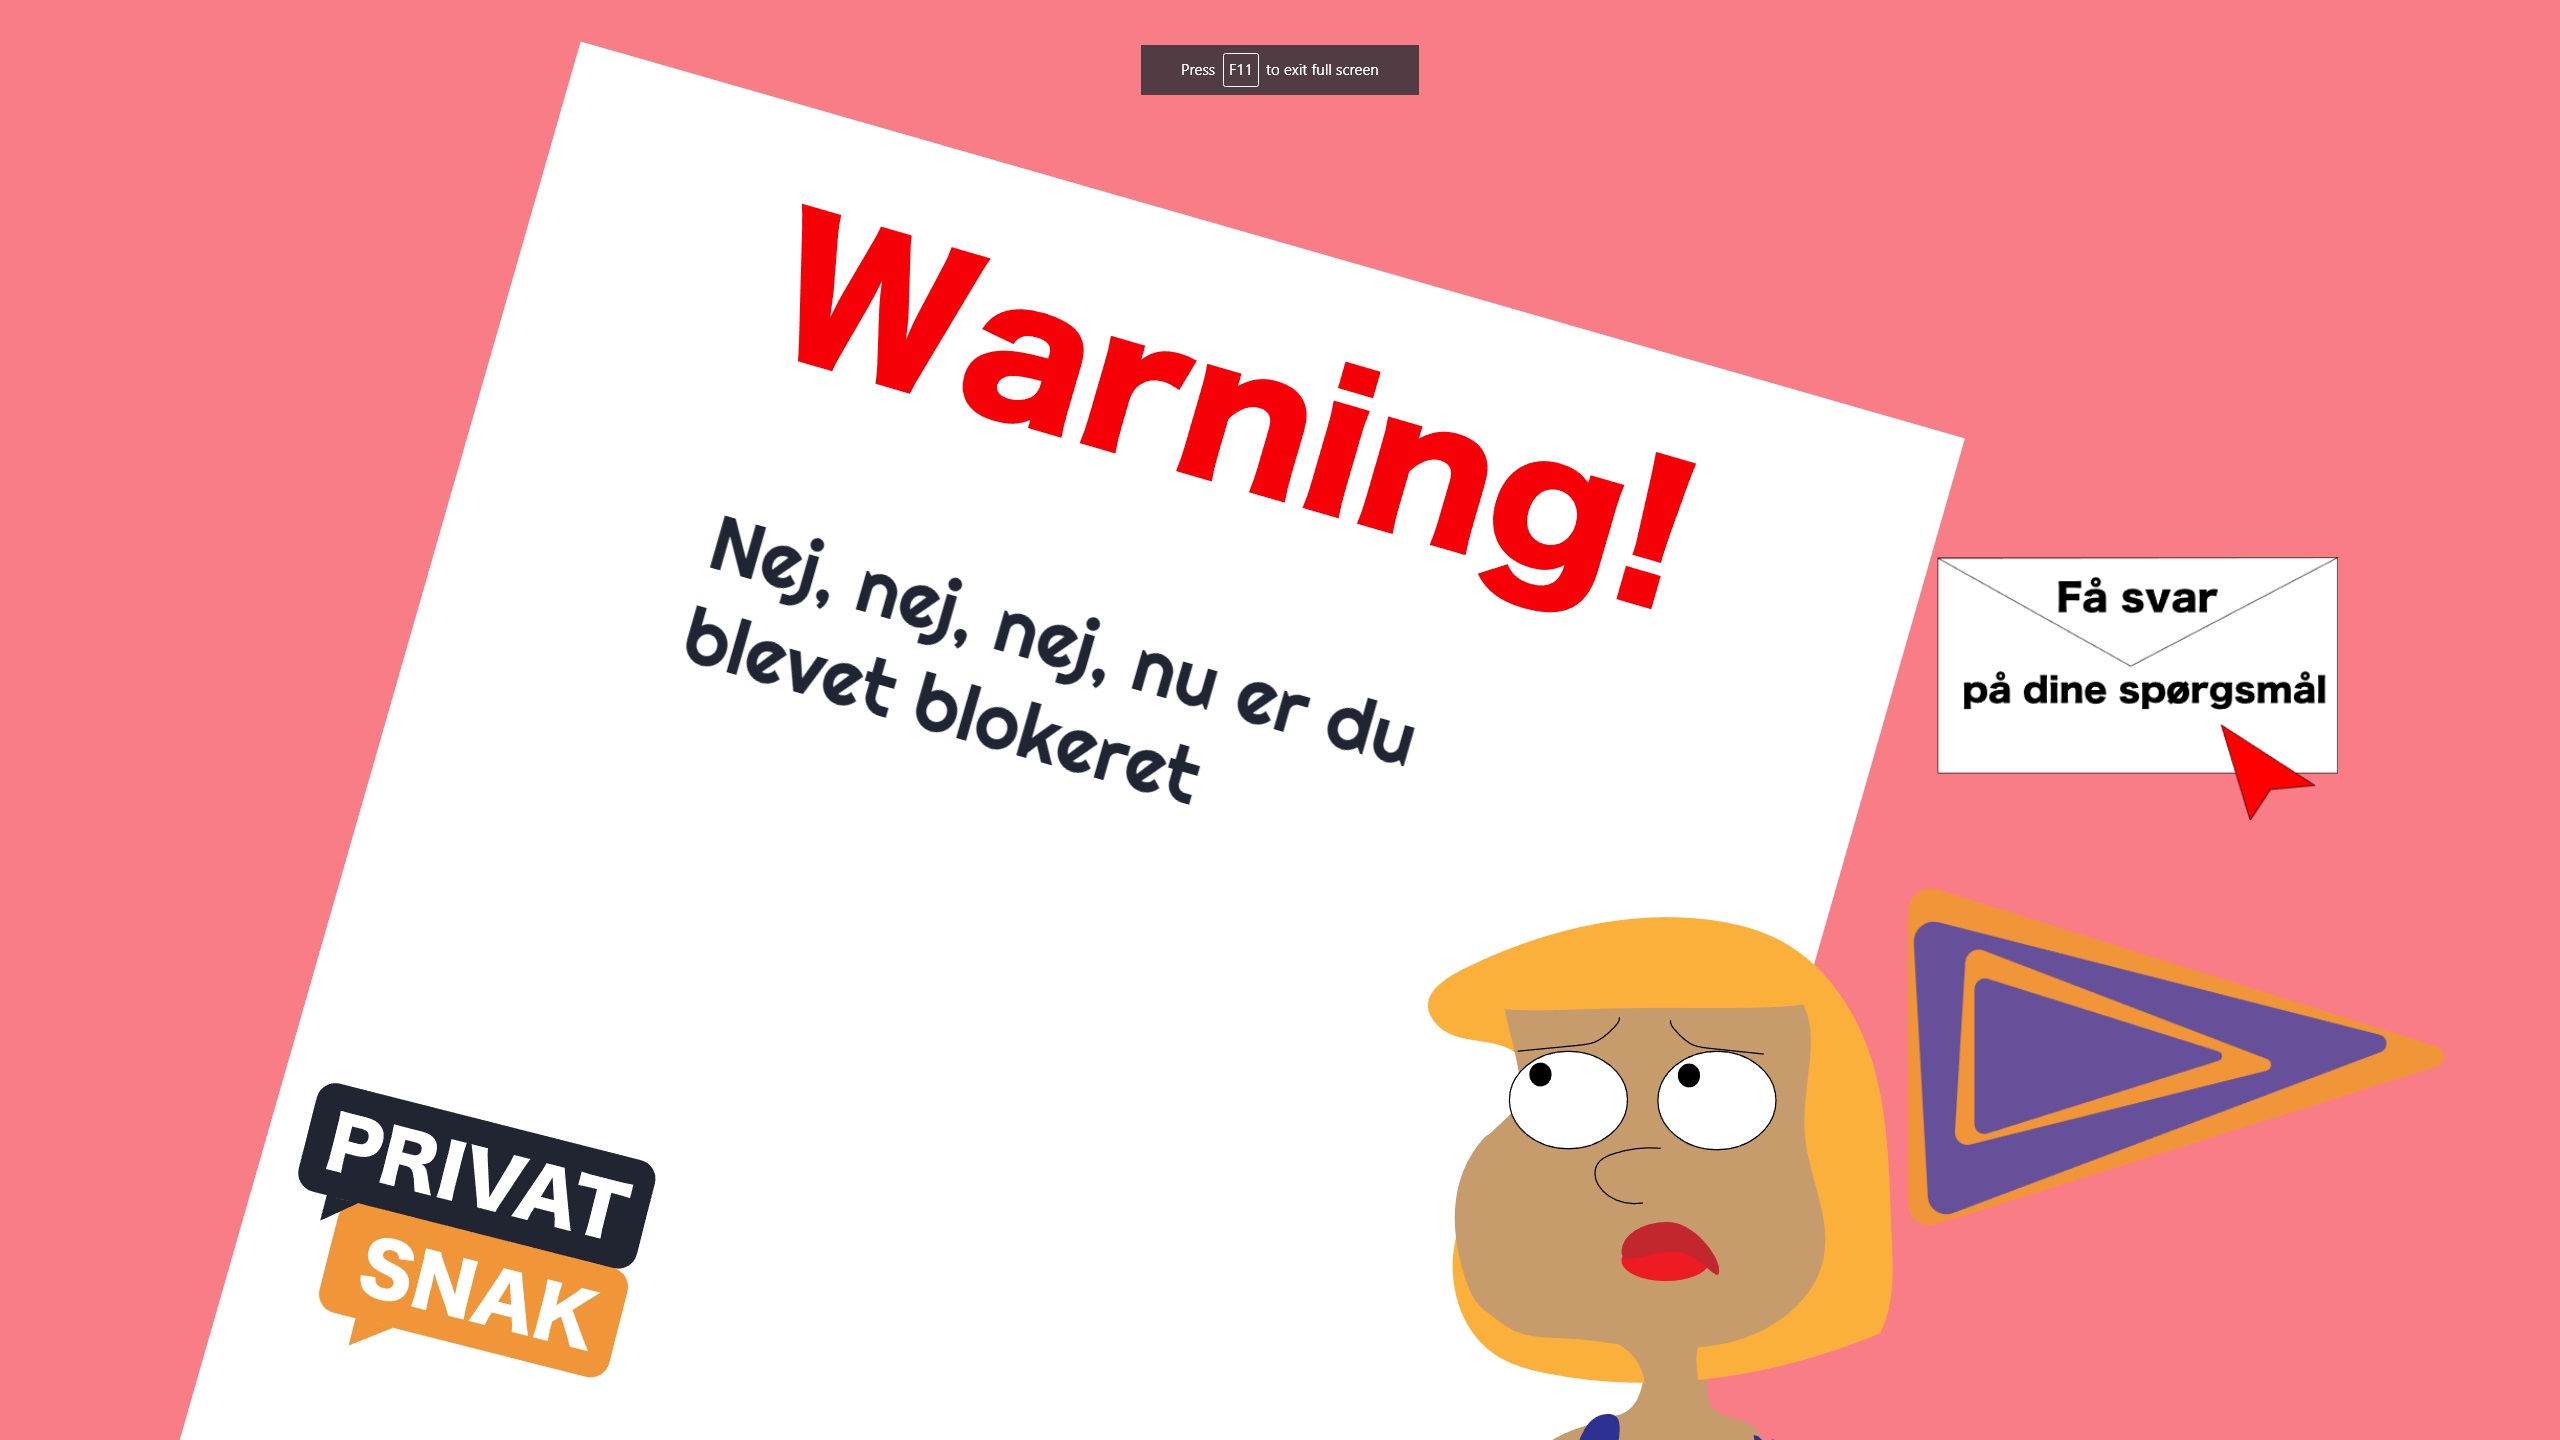 Press F11 to exit full screen
Warning!
Nej, nej, nej, nu er du
blevet blokeret
Få svar
på dine spørgsmål
PRIVAT
SNAK